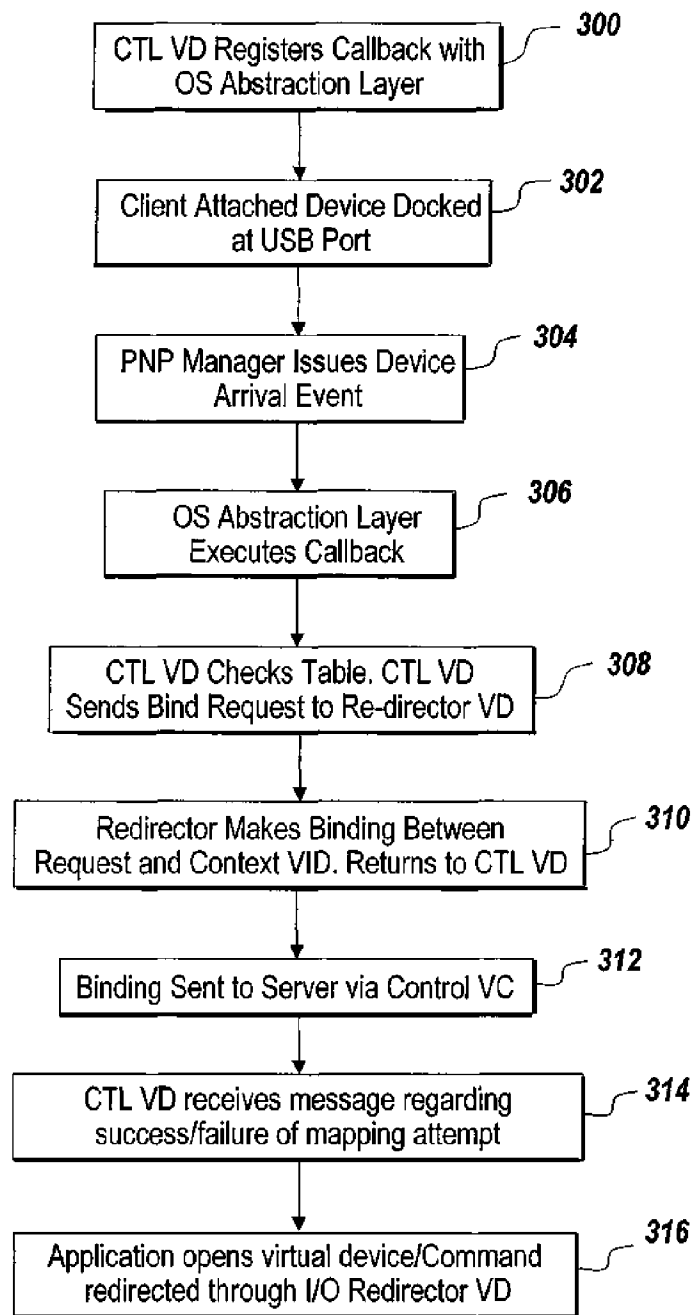 300
CTL VD Registers Callback with
OS Abstraction Layer
302
Client Attached Device Docked
at USB Port
304
PNP Manager Issues Device
Arrival Event
306
OS Abstraction Layer
Executes Callback
308
CTL VD Checks Table. CTL VD
Sends Bind Request to Re-director VD
310
Redirector Makes Binding Between
Request and Context VID. Returns to CTL VD
312
Binding Sent to Server via Control VC
314
CTL VD receives message regarding
success/failure of mapping attempt
316
Application opens virtual device/Command
redirected through I/O Redirector VD